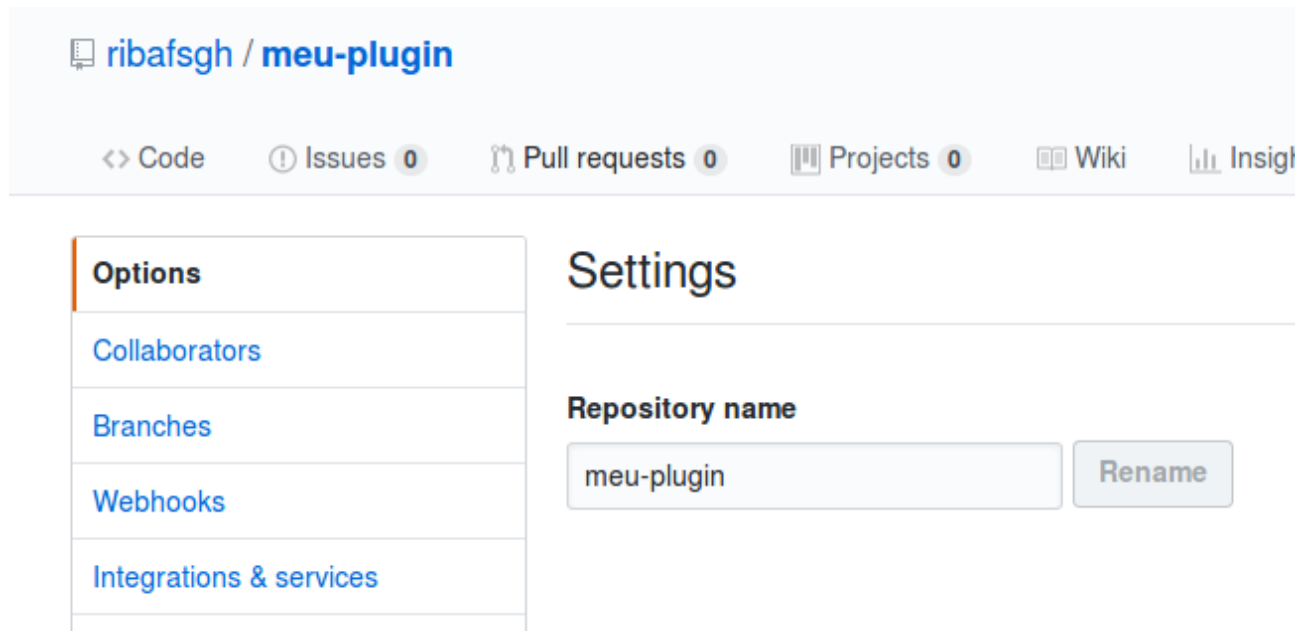 ribafsgh / meu-plugin
Code Issues 0 Pull requests 0 Projects 0 Wiki
Options
Collaborators
Branches
Webhooks
Integrations & services
Settings
Repository name
meu-plugin Rename